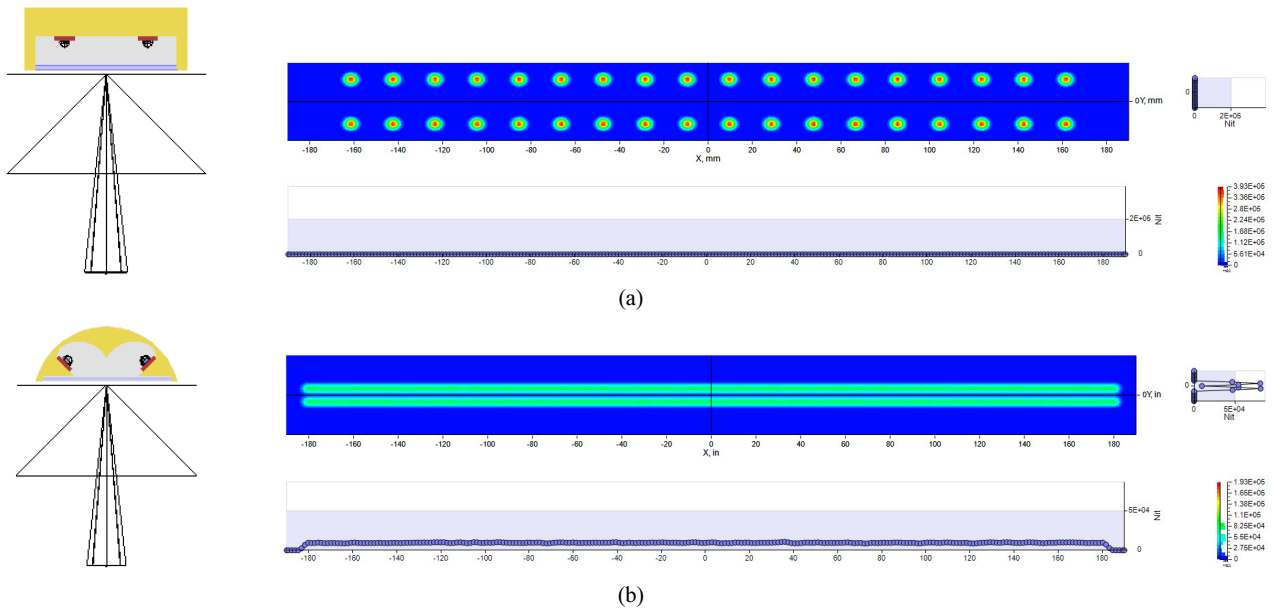 -180 -160 -140 -120 -100 -80 -60 -40 -20 0 20 40 60 80 100 120 140 160 180
X, mm
0Y, mm
0
0 2E+05
Nit
-180 -160 -140 -120 -100 -80 -60 -40 -20 0 20 40 60 80 100 120 140 160 180
2E+05
0
Nit
3.93E+05
3.36E+05
2.8E+05
2.24E+05
1.68E+05
1.12E+05
5.61E+04
0
(a)
-180 -160 -140 -120 -100 -80 -60 -40 -20 0 20 40 60 80 100 120 140 160 180
X, in
0Y, in
0
0 5E+04
Nit
-180 -160 -140 -120 -100 -80 -60 -40 -20 0 20 40 60 80 100 120 140 160 180
5E+04
0
Nit
1.93E+05
1.65E+05
1.38E+05
1.1E+05
8.25E+04
5.5E+04
2.75E+04
0
(b)